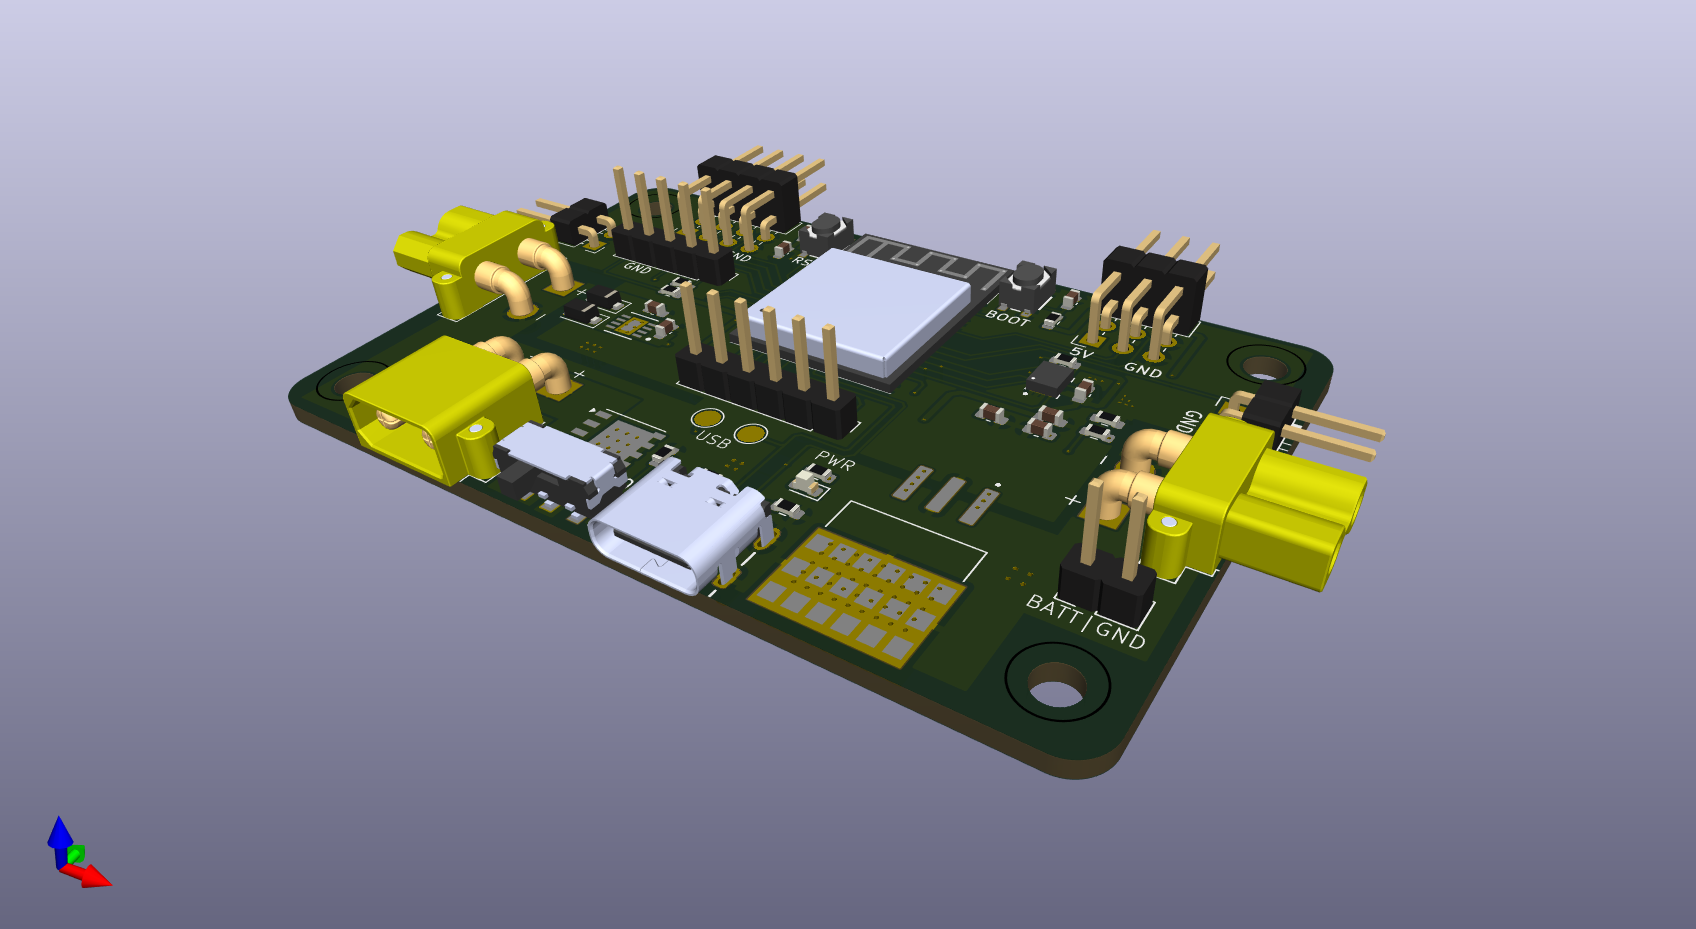 GND
BOOT
5V
GND
GND
USB
PWR
+
BATT|GND